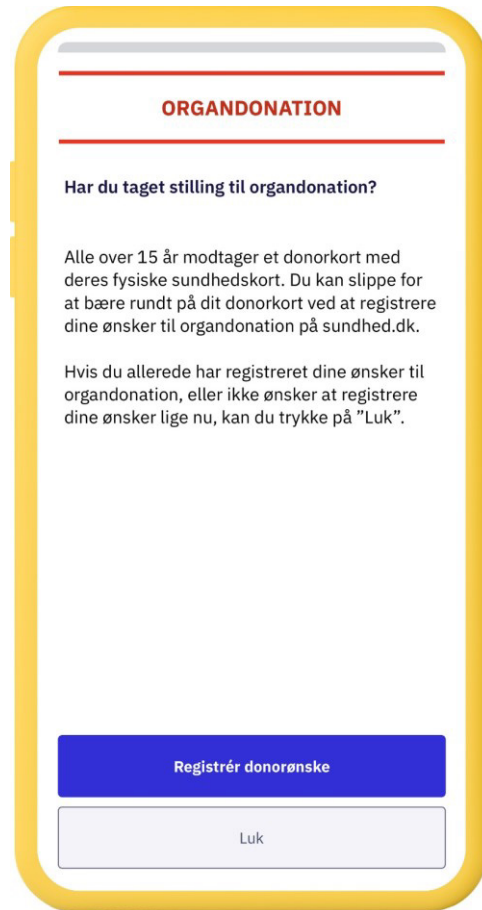 ORGANDONATION
Har du taget stilling til organdonation?
Alle over 15 år modtager et donorkort med
deres fysiske sundhedskort. Du kan slippe for
at bære rundt på dit donorkort ved at registrere
dine ønsker til organdonation på sundhed.dk.
Hvis du allerede har registreret dine ønsker til
organdonation, eller ikke ønsker at registrere
dine ønsker lige nu, kan du trykke på ”Luk”.
Registrér donorønske
Luk